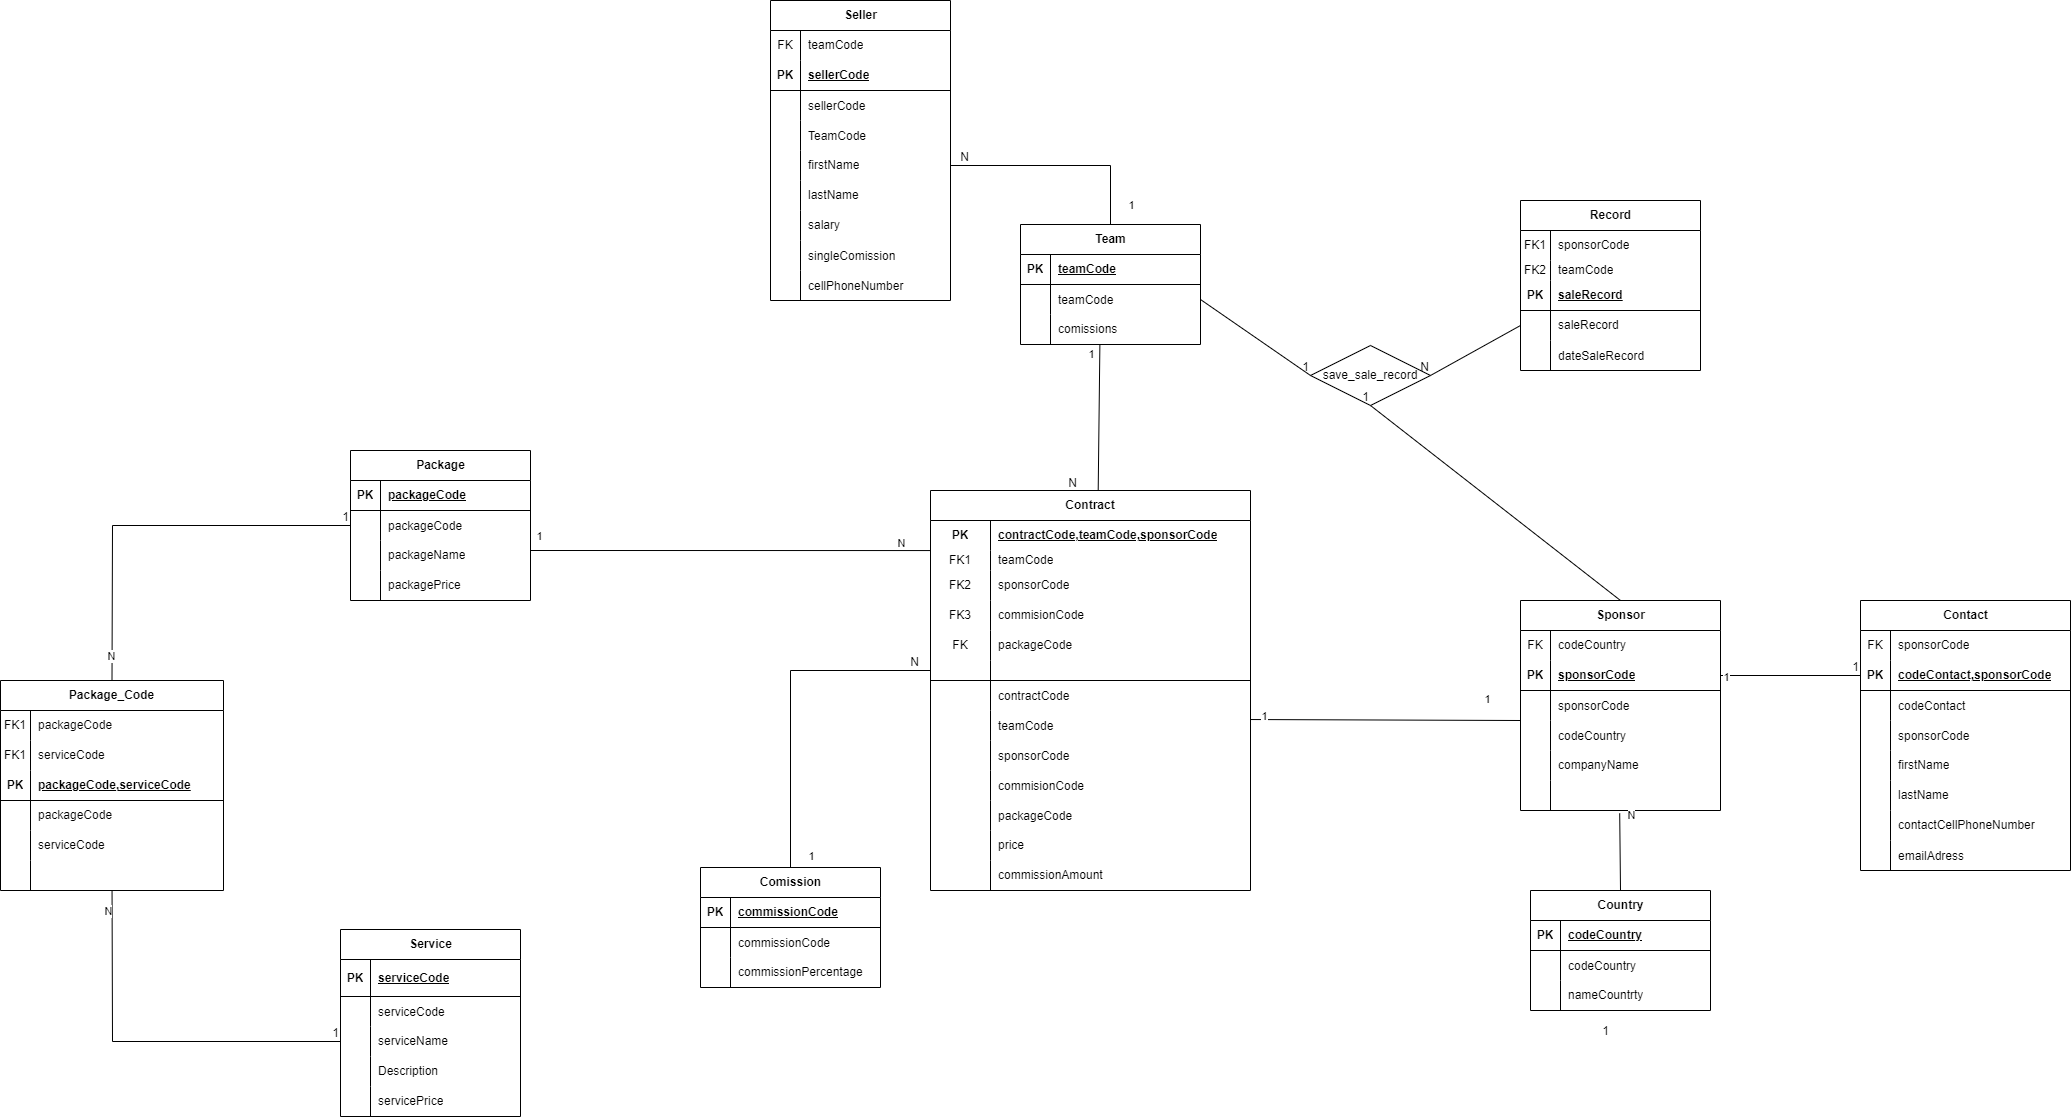 Seller
FK teamCode
PK sellerCode
sellerCode
TeamCode
firstName
lastName
salary
singleComission
cellPhoneNumber
N
1
Team
PK teamCode
teamCode
comissions
1
Record
FK1 sponsorCode
FK2 teamCode
PK saleRecord
saleRecord
dateSaleRecord
1
N
save_sale_record
1
Package
PK packageCode
packageCode
packageName
packagePrice
1
1
N
N
Contract
PK contractCode,teamCode,sponsorCode
FK1 teamCode
FK2 sponsorCode
FK3 commisionCode
FK packageCode
contractCode
teamCode
sponsorCode
commisionCode
packageCode
price
commissionAmount
N
1
1
Sponsor
FK codeCountry
PK sponsorCode
sponsorCode
codeCountry
companyName
1
1
N
Contact
FK sponsorCode
PK codeContact,sponsorCode
codeContact
sponsorCode
firstName
lastName
contactCellPhoneNumber
emailAdress
N
Package_Code
FK1 packageCode
FK1 serviceCode
PK packageCode,serviceCode
packageCode
serviceCode
N
1
Comission
PK commissionCode
commissionCode
commissionPercentage
Country
PK codeCountry
codeCountry
nameCountrty
1
Service
PK serviceCode
serviceCode
serviceName
Description
servicePrice
1